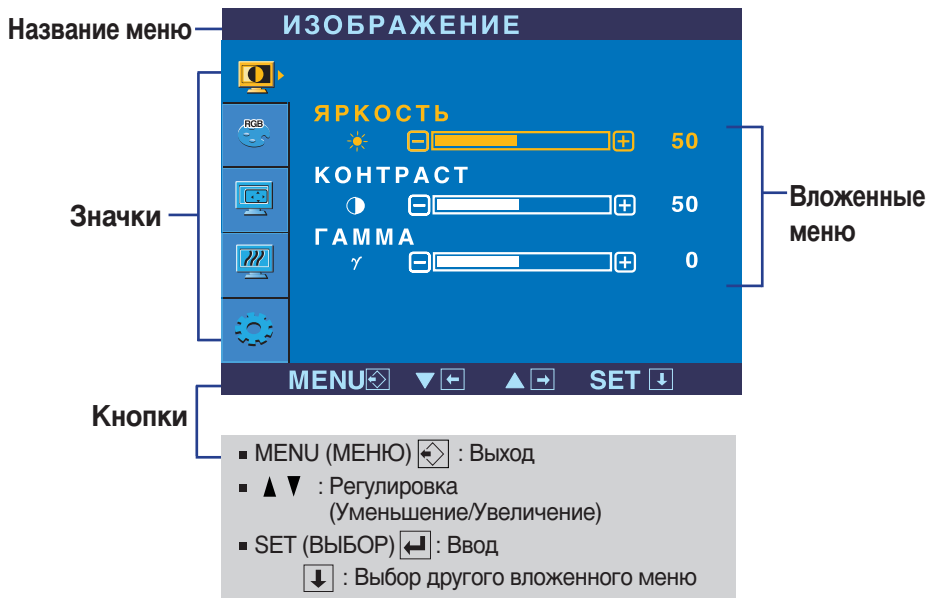 Название меню
ИЗОБРАЖЕНИЕ
RGB
ЯРКОСТЬ
50
КОНТРАСТ
50
ГАММА
γ
0
Значки
Вложенные
меню
MENU ▼ ← ▲ → SET ↓
Кнопки
▪ MENU (МЕНЮ) : Выход
▪ ▲ ▼ : Регулировка
(Уменьшение/Увеличение)
▪ SET (ВЫБОР) ↵ : Ввод
↓ : Выбор другого вложенного меню